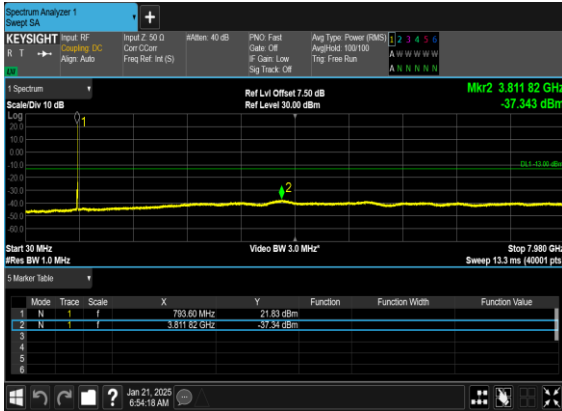 Spectrum Analyzer 1
Swept SA
+
KEYSIGHT
R T
LU
Input: RF
Coupling: DC
Align: Auto
Input Z: 50 Ω
Corr CCorr
Freq Ref: Int (S)
#Atten: 40 dB
PNO: Fast
Gate: Off
IF Gain: Low
Sig Track: Off
Avg Type: Power (RMS)
Avg|Hold: 100/100
Trig: Free Run
1 2 3 4 5 6
A W W W W W
A N N N N N
1 Spectrum
Scale/Div 10 dB
Ref Lvl Offset 7.50 dB
Ref Level 30.00 dBm
Mkr2 3.811 82 GHz
-37.343 dBm
Log
20.0
10.0
0.00
-10.0
-20.0
-30.0
-40.0
-50.0
-60.0
1
2
DL1 -13.00 dBm
Start 30 MHz
#Res BW 1.0 MHz
Video BW 3.0 MHz*
Stop 7.980 GHz
Sweep 13.3 ms (40001 pts)
5 Marker Table
Mode Trace Scale X Y Function Function Width Function Value
1 N 1 f 793.60 MHz 21.83 dBm
2 N 1 f 3.811 82 GHz -37.34 dBm
3
4
5
6
?
Jan 21, 2025
6:54:18 AM